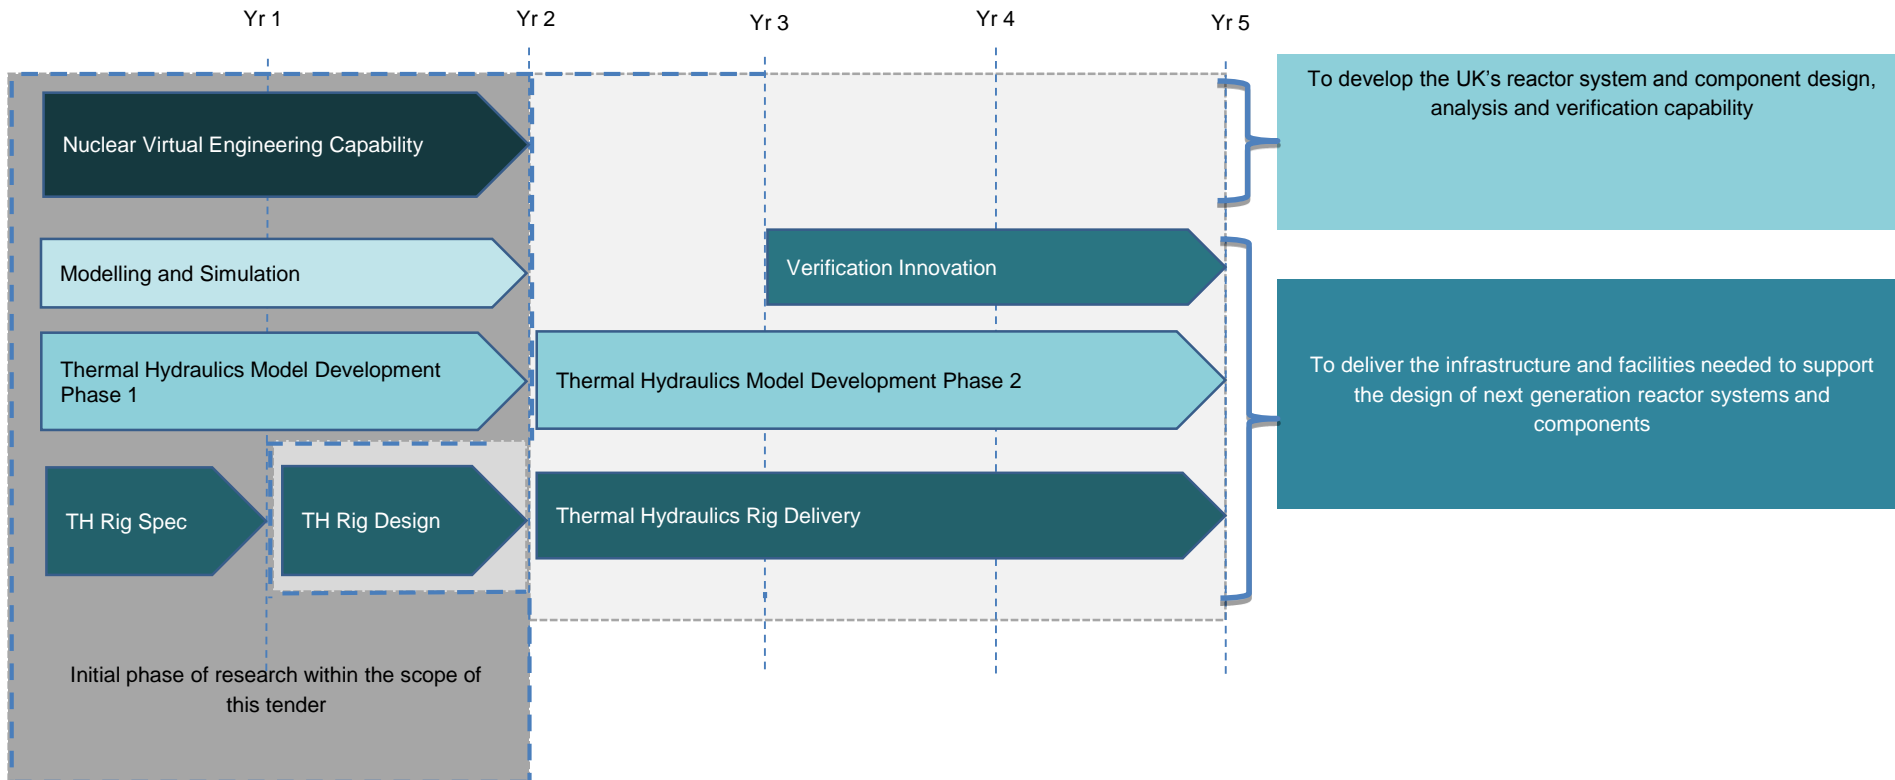 Yr 1
Yr 2
Yr 3
Yr 4
Yr 5
To develop the UK’s reactor system and component design,
analysis and verification capability
Nuclear Virtual Engineering Capability
Modelling and Simulation
Verification Innovation
Thermal Hydraulics Model Development
Phase 1
Thermal Hydraulics Model Development Phase 2
To deliver the infrastructure and facilities needed to support
the design of next generation reactor systems and
components
TH Rig Spec
TH Rig Design
Thermal Hydraulics Rig Delivery
Initial phase of research within the scope of
this tender